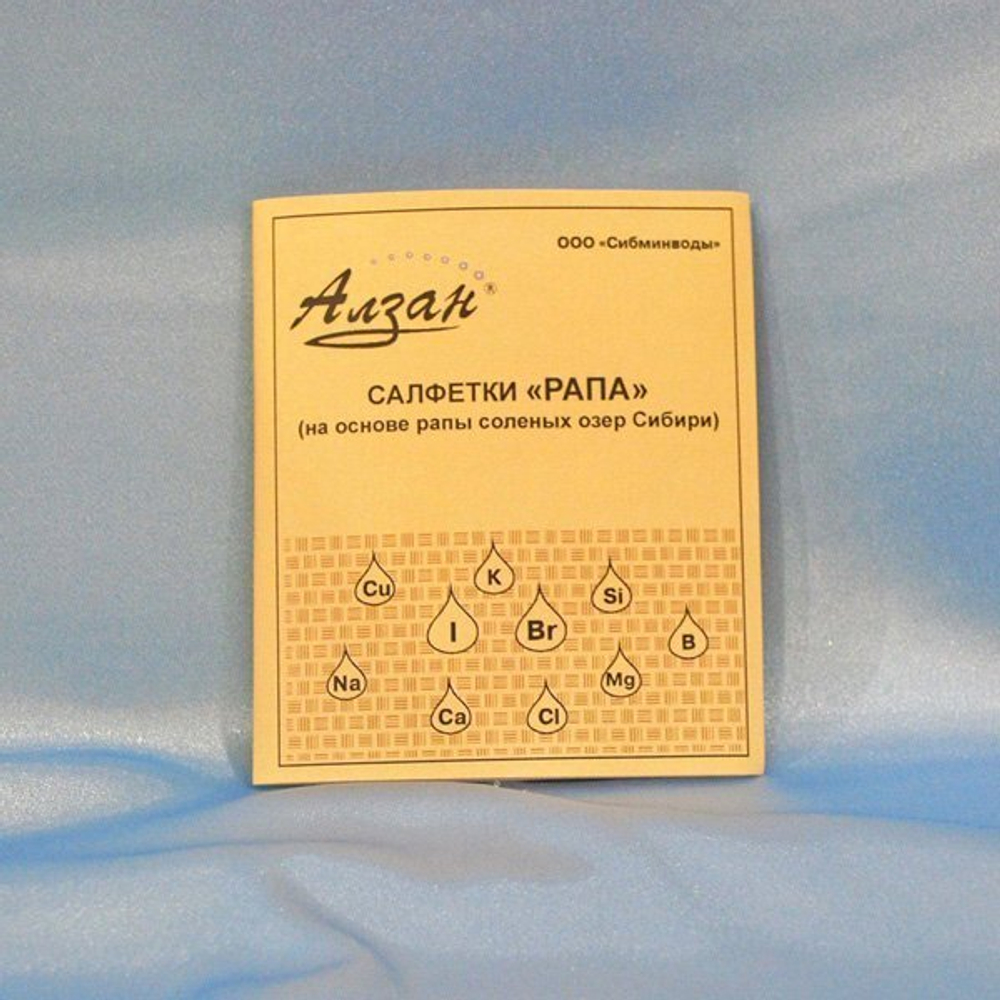 ООО «Сибминводы»
Алзан®
САЛФЕТКИ «РАПА»
(на основе рапы соленых озер Сибири)
Cu
K
Si
I
Br
B
Na
Mg
Ca
Cl